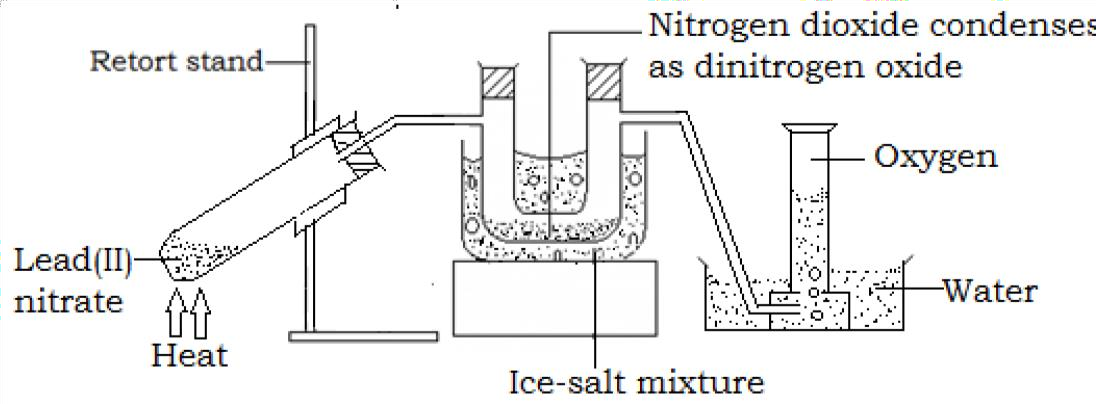 Nitrogen dioxide condenses
as dinitrogen oxide
Retort stand
Oxygen
Lead(II)
nitrate
Water
Heat
Ice-salt mixture